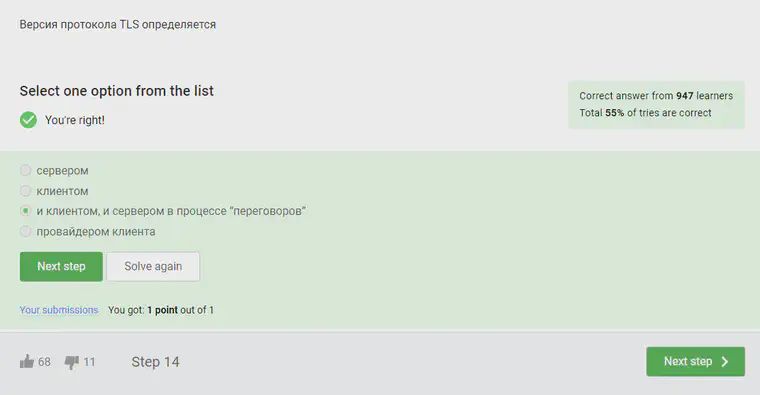 Версия протокола TLS определяется
Select one option from the list
You're right!
Correct answer from 947 learners
Total 55% of tries are correct
сервером
клиентом
и клиентом, и сервером в процессе "переговоров"
провайдером клиента
Next step
Solve again
Your submissions You got: 1 point out of 1
68
11
Step 14
Next step